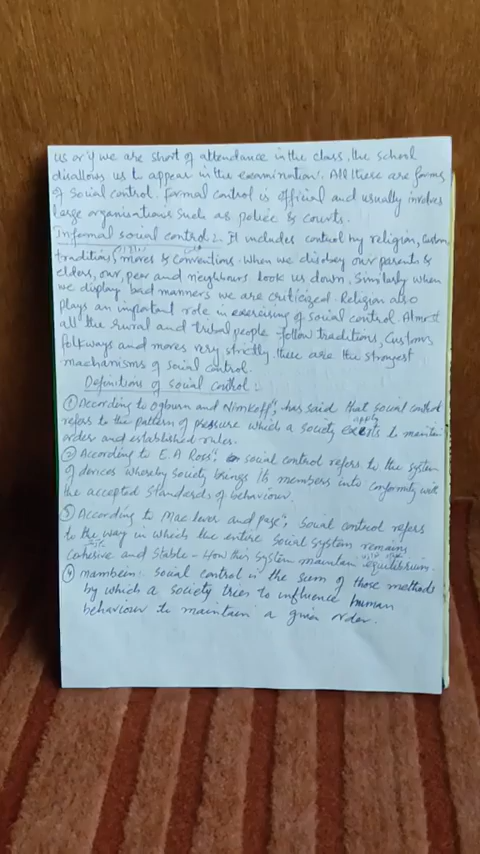 us or if we are short of attendance in the class, the school
disallows us to appear in the examination. All these are forms
of social control. Formal control is official and usually involves
large organisations such as police & courts.
Informal social control :- It includes control by religion, Custom,
traditions, mores & conventions. When we disobey our parents &
elders, our peer and neighbours look us down. Similarly when
we display bad manners we are criticized. Religion also
plays an important role in exercising of social control. Almost
all the rural and tribal people follow traditions, Customs,
folkways and mores very strictly, these are the strongest
mechanisms of social control.
Definitions of social control :
① According to Ogburn and Nimkoff", has said that social control
refers to the pattern of pressure which a society apply to maintain
order and established rules.
② According to E.A Ross", social control refers to the system
of devices whereby society brings its members into conformity with
the accepted standards of behaviour.
③ According to MacIever and page", Social control refers
to the way in which the entire Social System remains
Cohesive and Stable - How this System maintain equilibrium.
④ mambeim: Social control is the sum of those methods
by which a society tries to influence human
behaviour to maintain a given order.